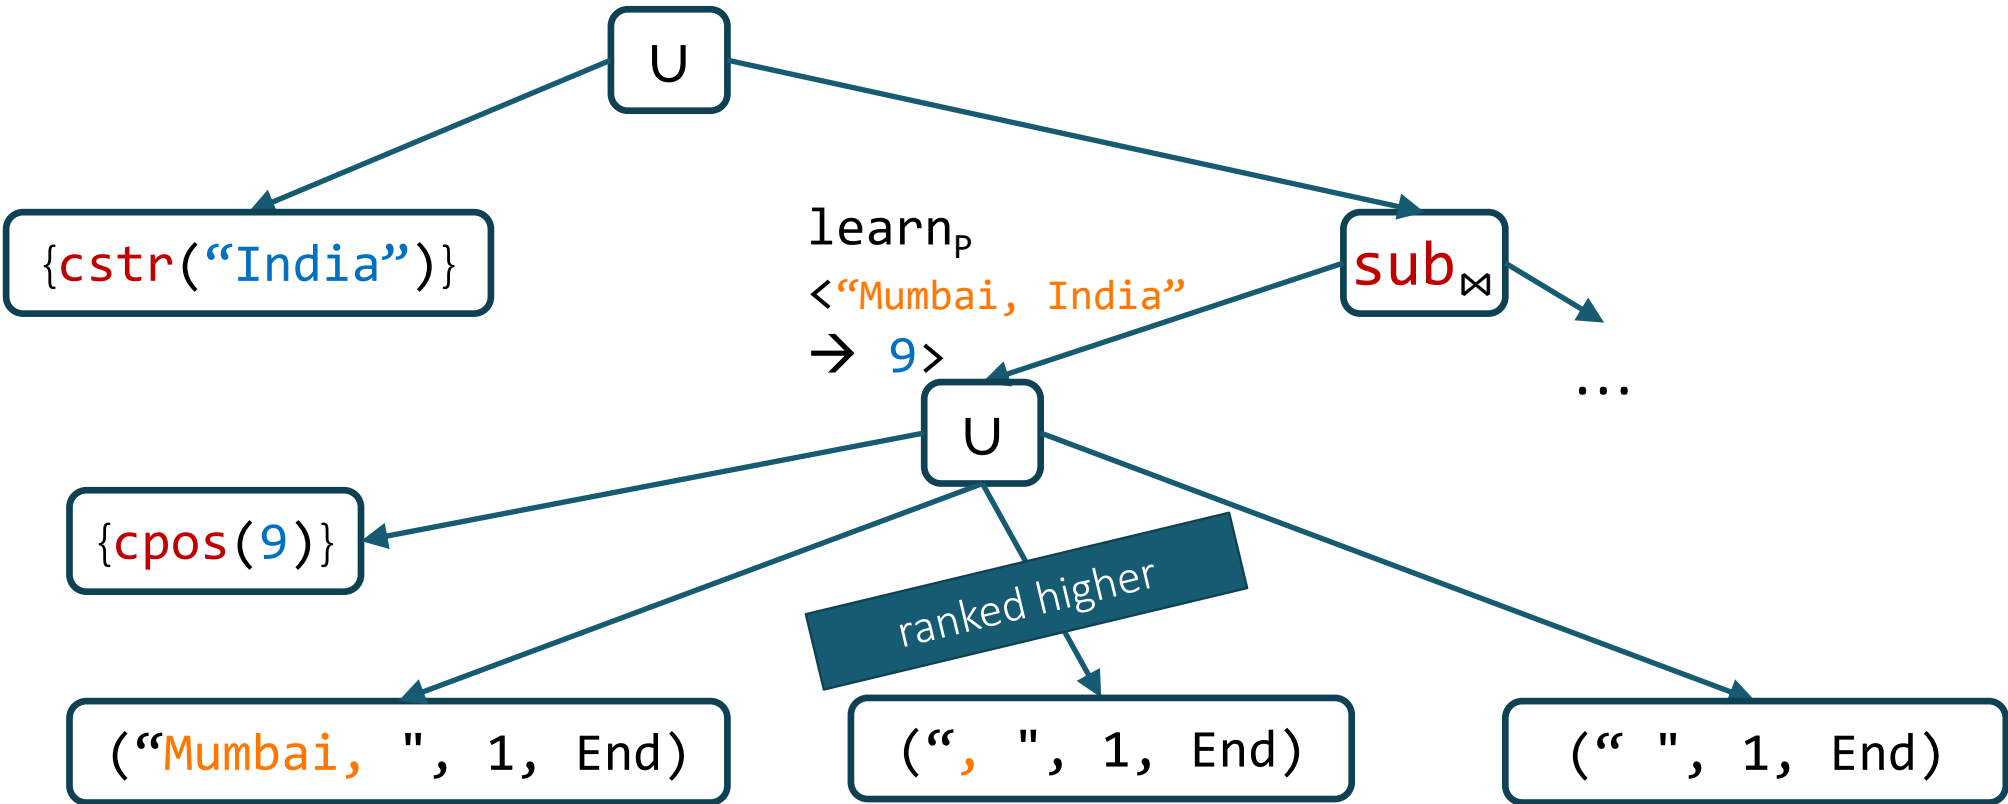 ∪
{cstr(“India”)}
learnP
<“Mumbai, India”
→ 9>
sub⋈
...
∪
{cpos(9)}
ranked higher
(“Mumbai, ", 1, End)
(“, ", 1, End)
(“ ", 1, End)